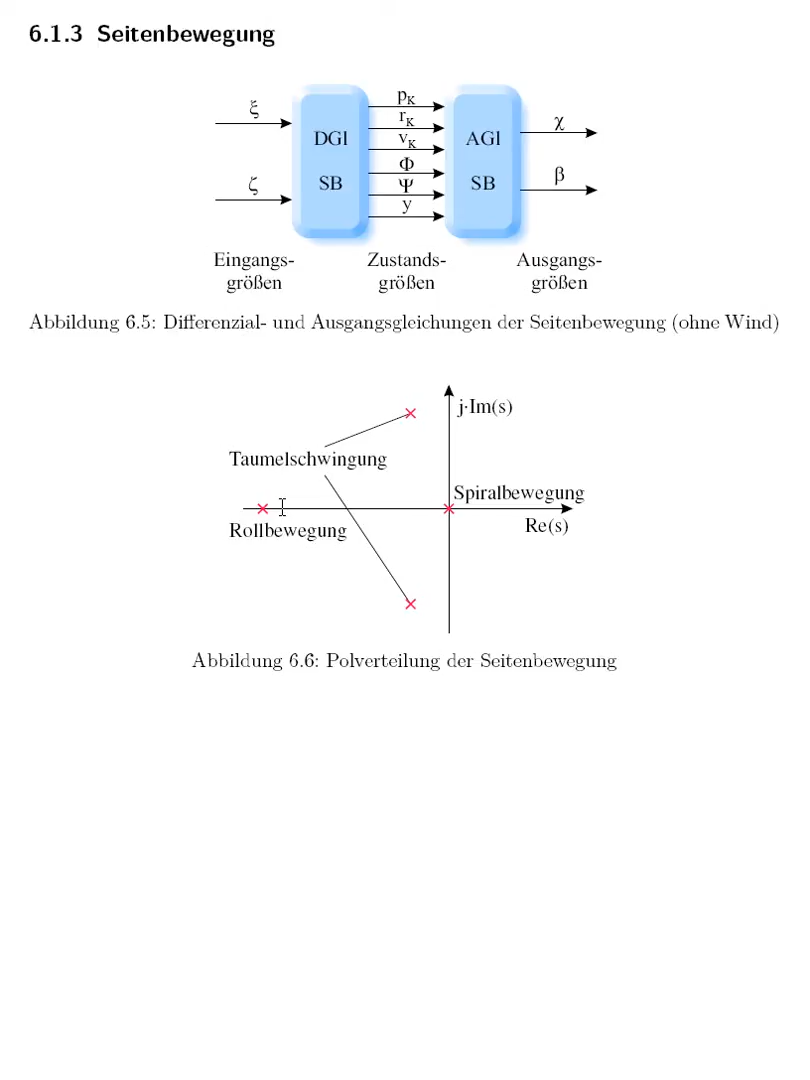 6.1.3 Seitenbewegung
ξ
ζ
DGl
SB
p_K
r_K
v_K
Φ
Ψ
y
AGl
SB
χ
β
Eingangs-
größen
Zustands-
größen
Ausgangs-
größen
Abbildung 6.5: Differenzial- und Ausgangsgleichungen der Seitenbewegung (ohne Wind)
j·Im(s)
Taumelschwingung
Spiralbewegung
Rollbewegung
Re(s)
Abbildung 6.6: Polverteilung der Seitenbewegung